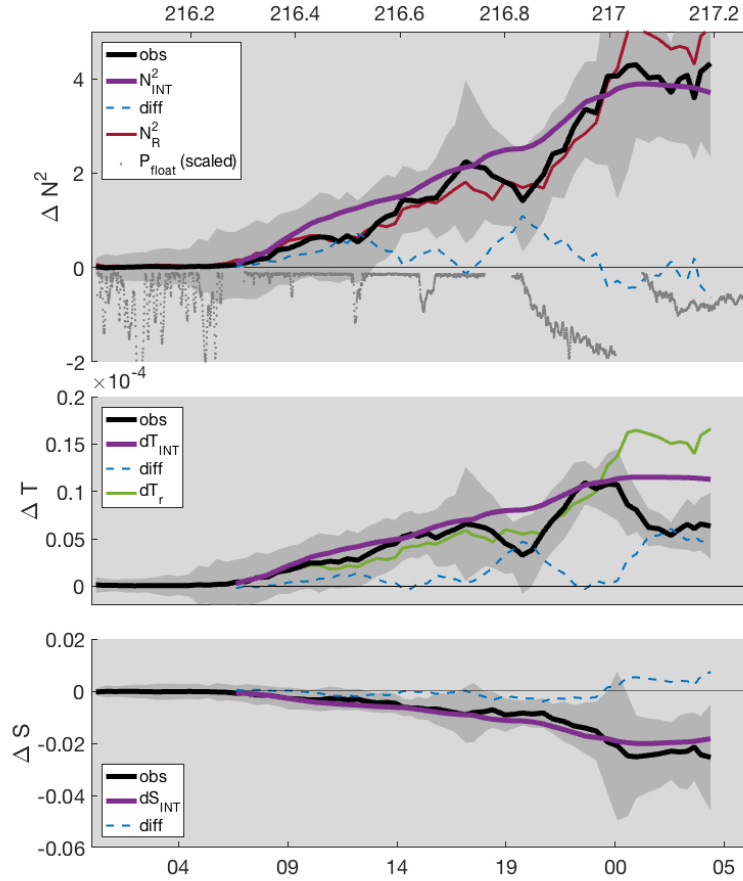 216.2 216.4 216.6 216.8 217 217.2
obs
N²INT
diff
N²R
Pfloat (scaled)
4
2
0
-2
Δ N²
×10⁻⁴
0.2
0.15
0.1
0.05
0
Δ T
obs
dTINT
diff
dTr
0.02
0
-0.02
-0.04
-0.06
Δ S
obs
dSINT
diff
04 09 14 19 00 05